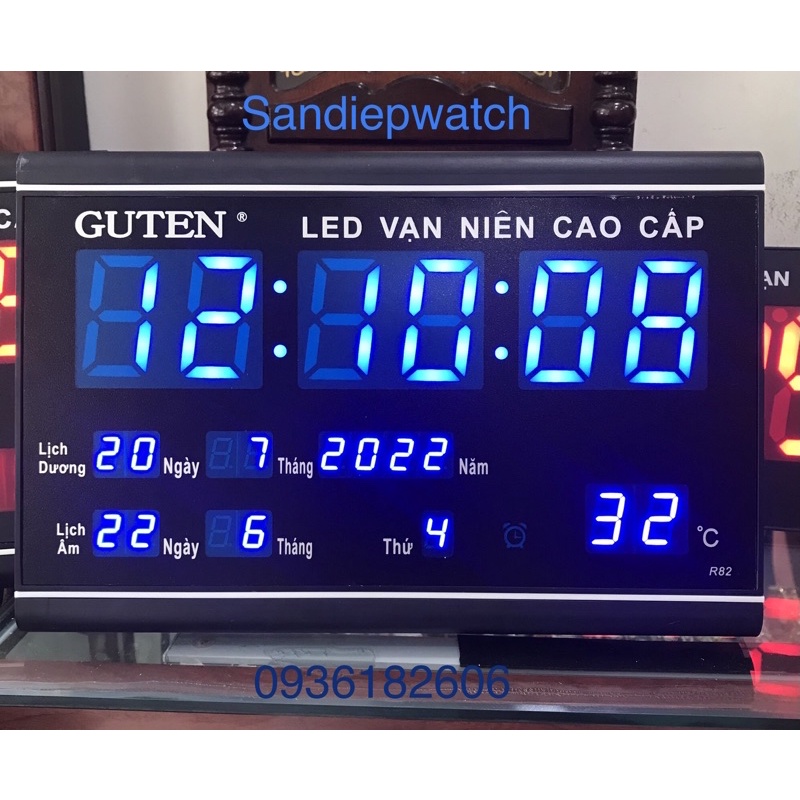 Sandiepwatch
GUTEN ® LED VẠN NIÊN CAO CẤP
12:10:08
Lịch Dương 20 Ngày 7 Tháng 2022 Năm
Lịch Âm 22 Ngày 6 Tháng Thứ 4 32 °C
R82
0936182606